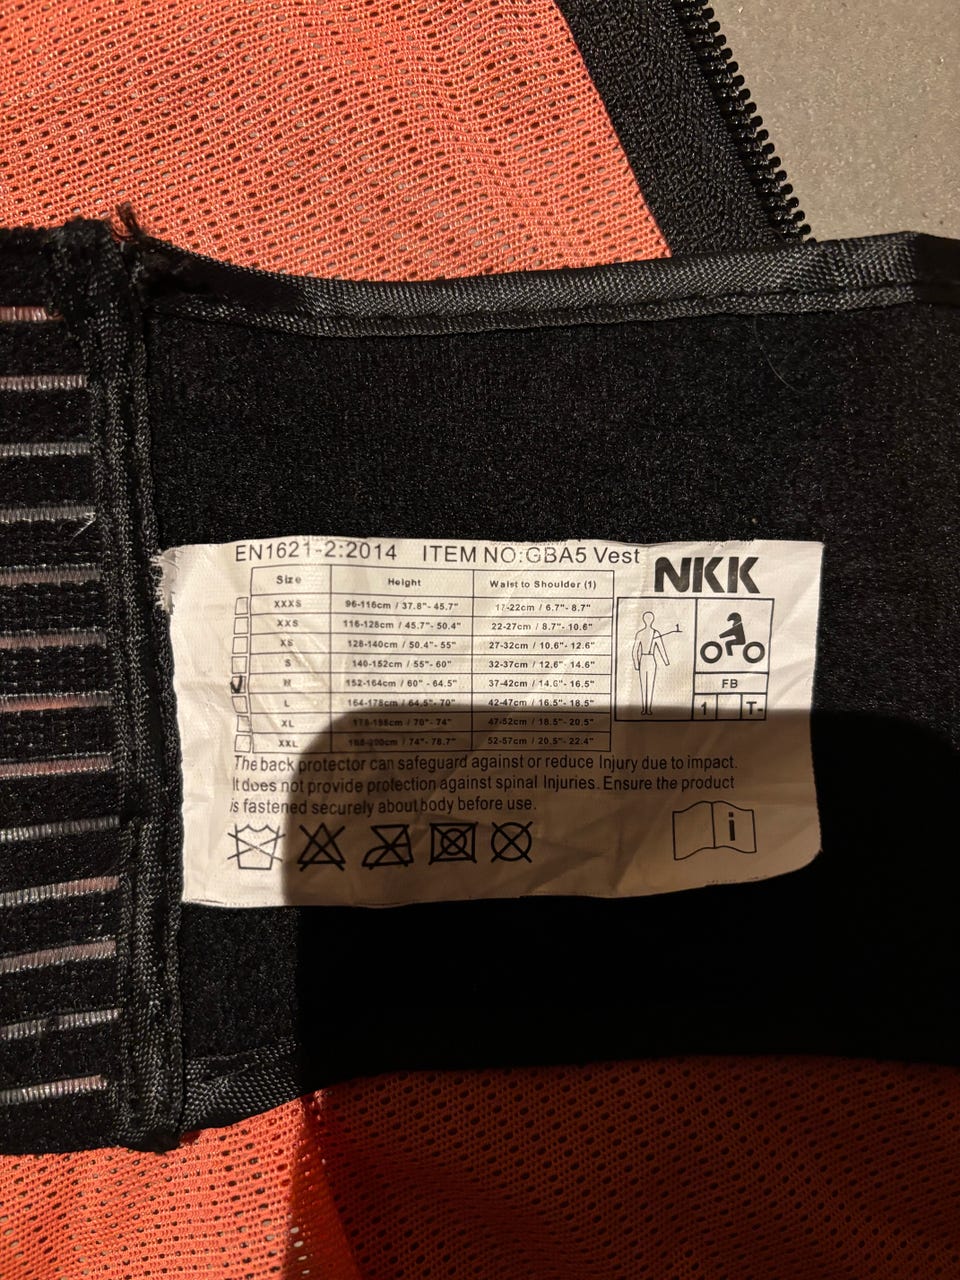 EN1621-2:2014 ITEM NO:GBA5 Vest
NKK
Size Height Waist to Shoulder (1)
XXXS 96-116cm / 37.8"- 45.7" 17-22cm / 6.7"- 8.7"
XXS 116-128cm / 45.7"- 50.4" 22-27cm / 8.7"- 10.6"
XS 128-140cm / 50.4"- 55" 27-32cm / 10.6"- 12.6"
S 140-152cm / 55"- 60" 32-37cm / 12.6"- 14.6"
M 152-164cm / 60"- 64.5" 37-42cm / 14.6"- 16.5"
L 164-178cm / 64.5"- 70" 42-47cm / 16.5"- 18.5"
XL / 70"- 74" 47-52cm / 18.5"- 20.5"
XXL / 74"- 78.7" 52-57cm / 20.5"- 22.4"
1
FB
1 T-
The back protector can safeguard against or reduce Injury due to impact.
It does not provide protection against spinal Injuries. Ensure the product
is fastened securely about body before use.
i